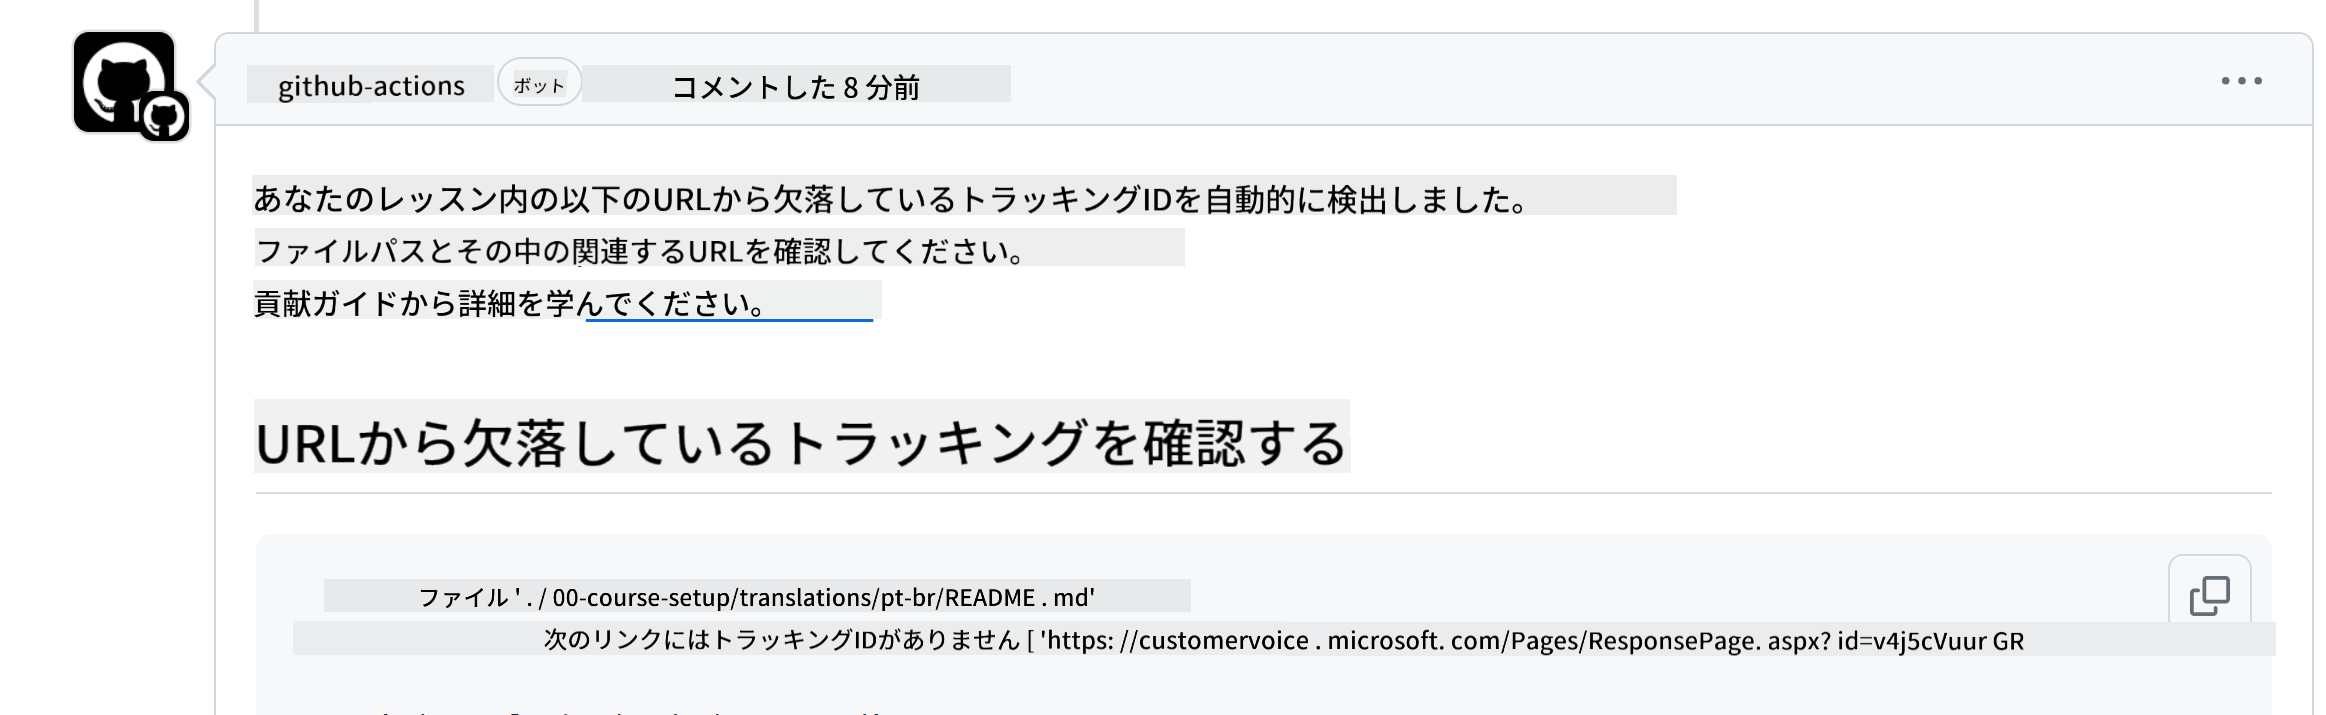 github-actions ボット コメントした 8 分前
あなたのレッスン内の以下のURLから欠落しているトラッキングIDを自動的に検出しました。
ファイルパスとその中の関連するURLを確認してください。
貢献ガイドから詳細を学んでください。
URLから欠落しているトラッキングを確認する
ファイル ' . / 00-course-setup/translations/pt-br/README . md'
次のリンクにはトラッキングIDがありません [ 'https: //customervoice . microsoft. com/Pages/ResponsePage. aspx? id=v4j5cVuur GR